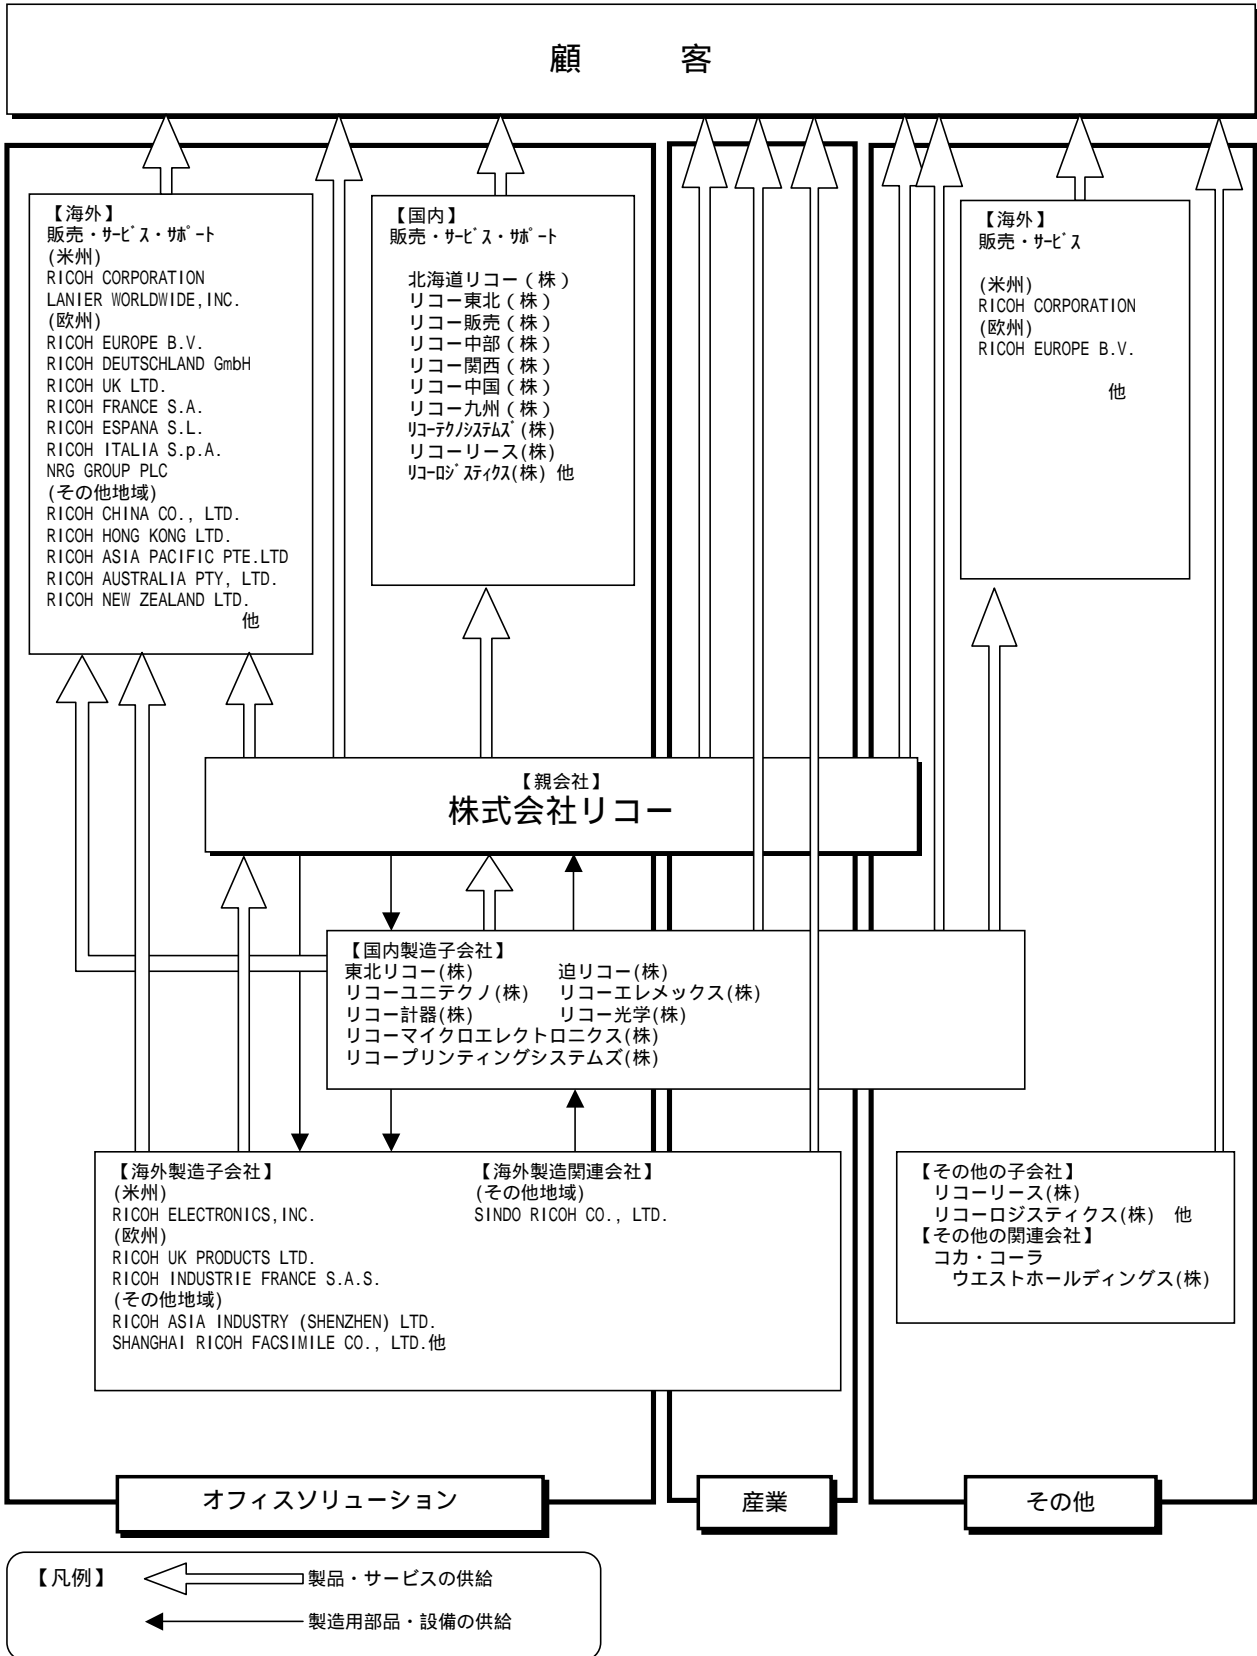 顧 客
【海外】
販売・ｻｰﾋﾞｽ・ｻﾎﾟｰﾄ
(米州)
RICOH CORPORATION
LANIER WORLDWIDE,INC.
(欧州)
RICOH EUROPE B.V.
RICOH DEUTSCHLAND GmbH
RICOH UK LTD.
RICOH FRANCE S.A.
RICOH ESPANA S.L.
RICOH ITALIA S.p.A.
NRG GROUP PLC
(その他地域)
RICOH CHINA CO., LTD.
RICOH HONG KONG LTD.
RICOH ASIA PACIFIC PTE.LTD
RICOH AUSTRALIA PTY, LTD.
RICOH NEW ZEALAND LTD.
他
【国内】
販売・ｻｰﾋﾞｽ・ｻﾎﾟｰﾄ
北海道リコー（株）
リコー東北（株）
リコー販売（株）
リコー中部（株）
リコー関西（株）
リコー中国（株）
リコー九州（株）
ﾘｺｰﾃｸﾉｼｽﾃﾑｽﾞ(株)
リコーリース(株)
ﾘｺｰﾛｼﾞｽﾃｨｸｽ(株) 他
【海外】
販売・ｻｰﾋﾞｽ
(米州)
RICOH CORPORATION
(欧州)
RICOH EUROPE B.V.
他
【親会社】
株式会社リコー
【国内製造子会社】
東北リコー(株) 迫リコー(株)
リコーユニテクノ(株) リコーエレメックス(株)
リコー計器(株) リコー光学(株)
リコーマイクロエレクトロニクス(株)
リコープリンティングシステムズ(株)
【海外製造子会社】
(米州)
RICOH ELECTRONICS,INC.
(欧州)
RICOH UK PRODUCTS LTD.
RICOH INDUSTRIE FRANCE S.A.S.
(その他地域)
RICOH ASIA INDUSTRY (SHENZHEN) LTD.
SHANGHAI RICOH FACSIMILE CO., LTD.他
【海外製造関連会社】
(その他地域)
SINDO RICOH CO., LTD.
【その他の子会社】
リコーリース(株)
リコーロジスティクス(株) 他
【その他の関連会社】
コカ・コーラ
ウエストホールディングス(株)
オフィスソリューション
産業
その他
【凡例】 製品・サービスの供給
製造用部品・設備の供給